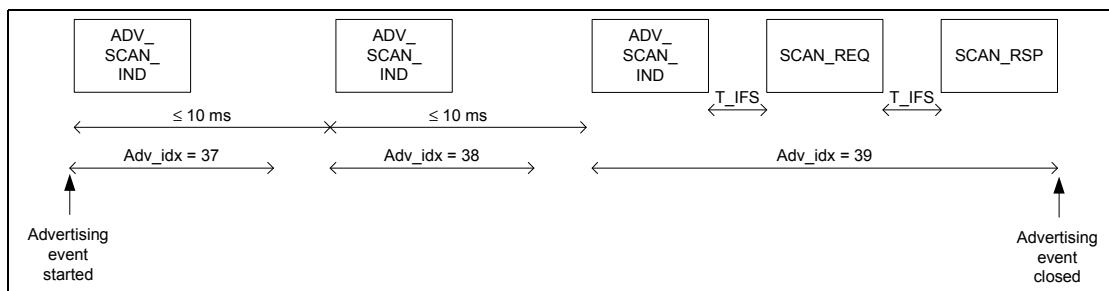 ADV_
SCAN_
IND
ADV_
SCAN_
IND
ADV_
SCAN_
IND
SCAN_REQ
SCAN_RSP
T_IFS
T_IFS
≤ 10 ms
≤ 10 ms
Adv_idx = 37
Adv_idx = 38
Adv_idx = 39
Advertising
event
started
Advertising
event
closed